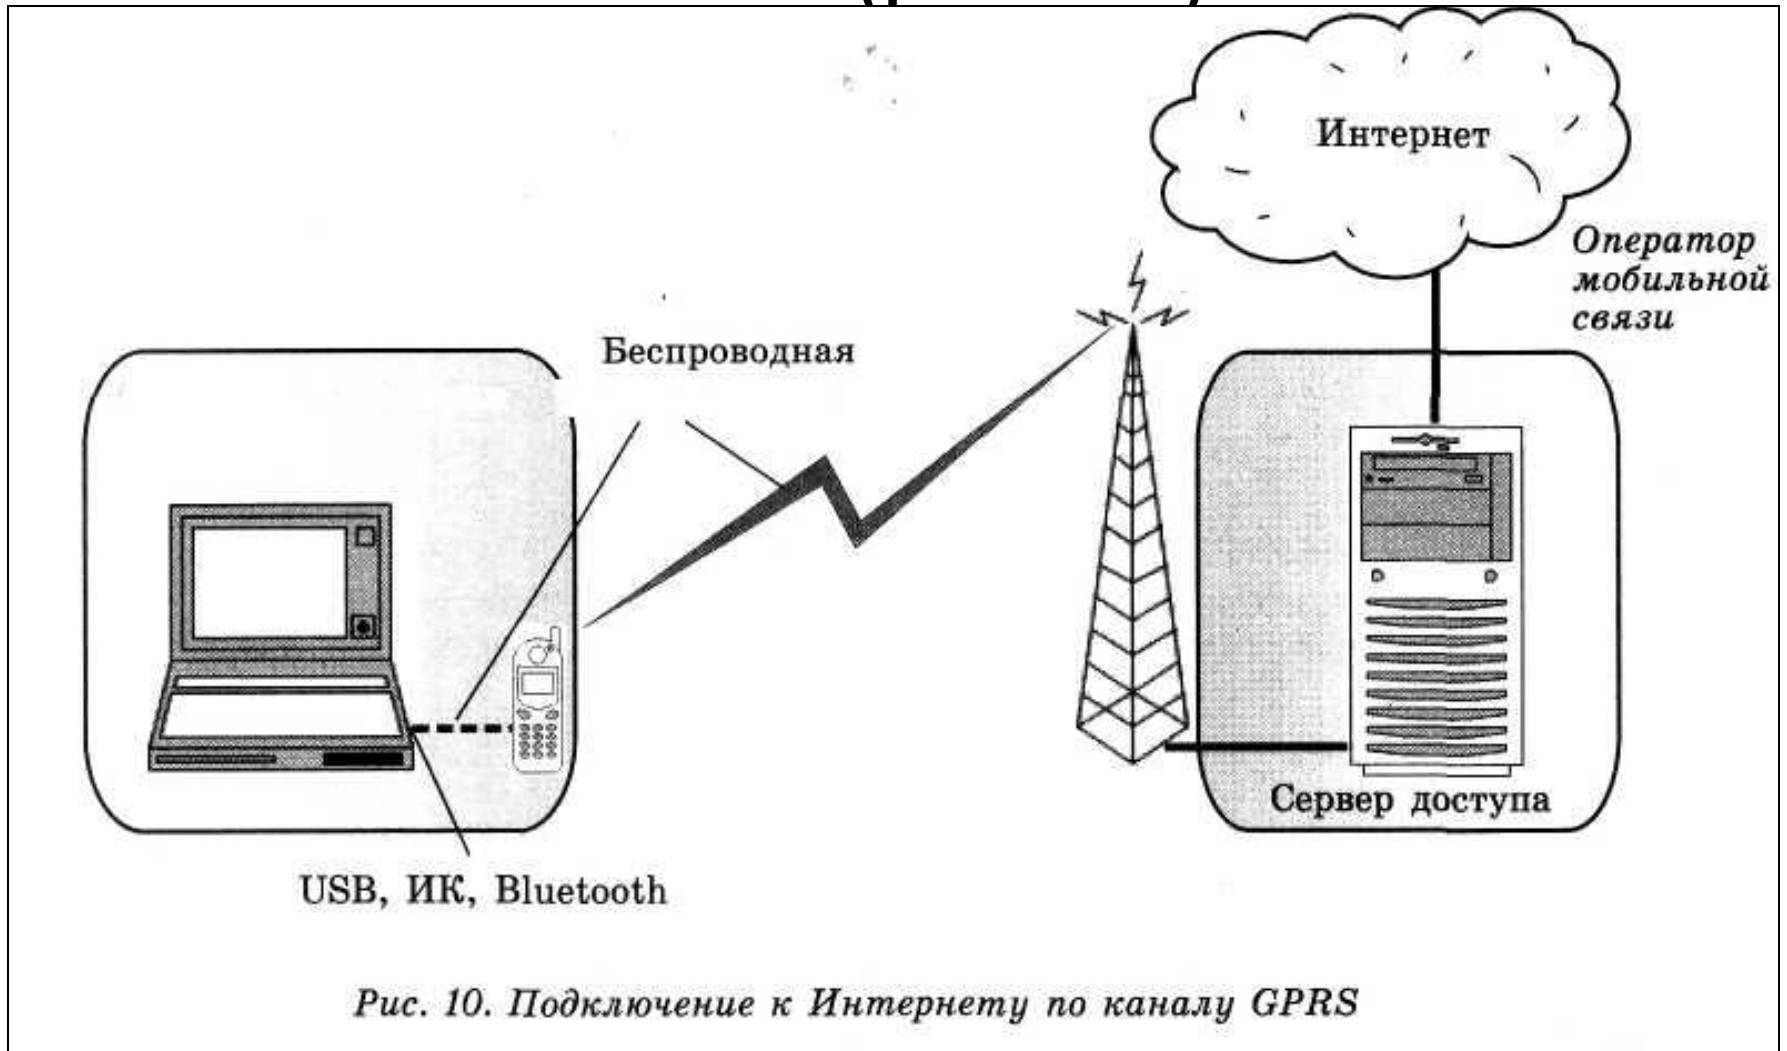 Интернет
Оператор
мобильной
связи
Беспроводная
Сервер доступа
USB, ИК, Bluetooth
Рис. 10. Подключение к Интернету по каналу GPRS